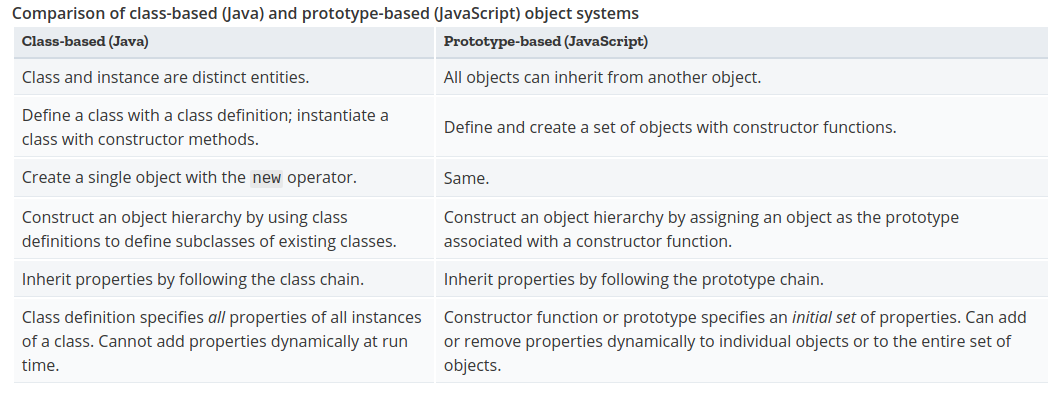 Comparison of class-based (Java) and prototype-based (JavaScript) object systems
Class-based (Java)
Prototype-based (JavaScript)
Class and instance are distinct entities.
All objects can inherit from another object.
Define a class with a class definition; instantiate a
class with constructor methods.
Define and create a set of objects with constructor functions.
Create a single object with the new operator.
Same.
Construct an object hierarchy by using class
definitions to define subclasses of existing classes.
Construct an object hierarchy by assigning an object as the prototype
associated with a constructor function.
Inherit properties by following the class chain.
Inherit properties by following the prototype chain.
Class definition specifies all properties of all instances
of a class. Cannot add properties dynamically at run
time.
Constructor function or prototype specifies an initial set of properties. Can add
or remove properties dynamically to individual objects or to the entire set of
objects.